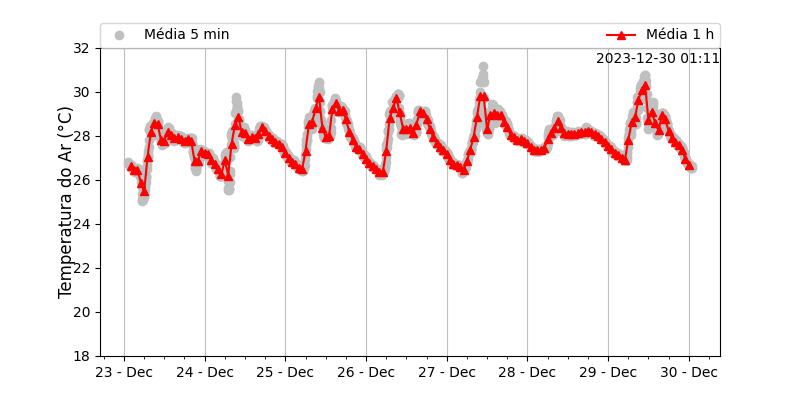 Média 5 min
Média 1 h
2023-12-30 01:11
Temperatura do Ar (°C)
32
30
28
26
24
22
20
18
23 - Dec
24 - Dec
25 - Dec
26 - Dec
27 - Dec
28 - Dec
29 - Dec
30 - Dec